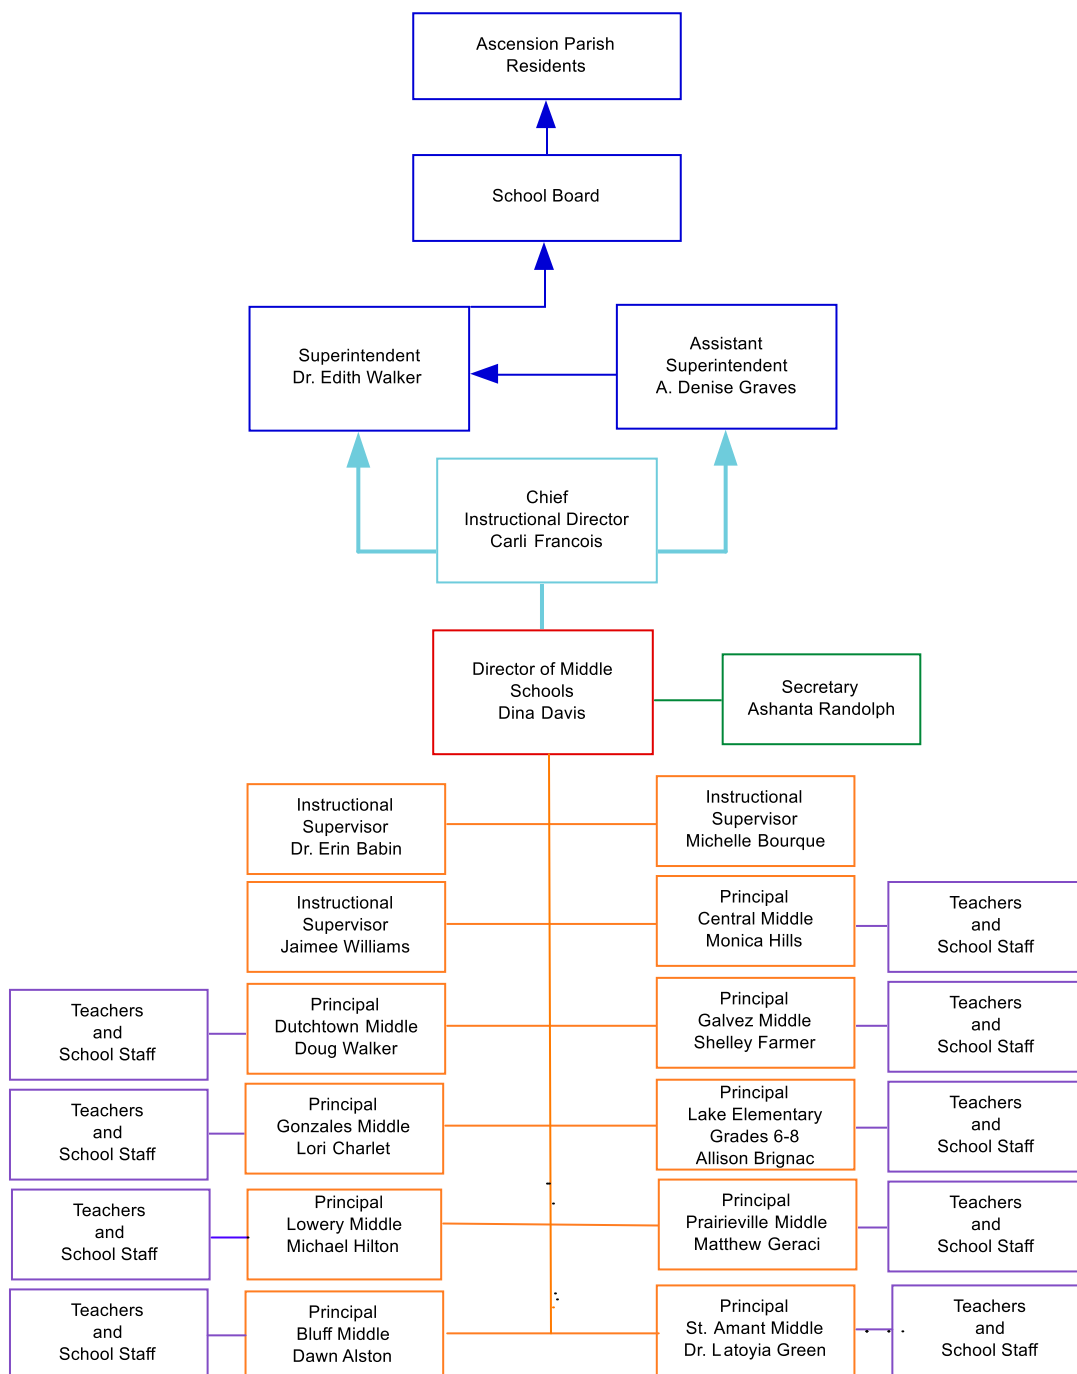 Ascension Parish
Residents
School Board
Superintendent
Dr. Edith Walker
Assistant
Superintendent
A. Denise Graves
Chief
Instructional Director
Carli Francois
Director of Middle
Schools
Dina Davis
Secretary
Ashanta Randolph
Instructional
Supervisor
Dr. Erin Babin
Instructional
Supervisor
Michelle Bourque
Instructional
Supervisor
Jaimee Williams
Principal
Central Middle
Monica Hills
Teachers
and
School Staff
Teachers
and
School Staff
Principal
Dutchtown Middle
Doug Walker
Principal
Galvez Middle
Shelley Farmer
Teachers
and
School Staff
Teachers
and
School Staff
Principal
Gonzales Middle
Lori Charlet
Principal
Lake Elementary
Grades 6-8
Allison Brignac
Teachers
and
School Staff
Teachers
and
School Staff
Principal
Lowery Middle
Michael Hilton
Principal
Prairieville Middle
Matthew Geraci
Teachers
and
School Staff
Teachers
and
School Staff
Principal
Bluff Middle
Dawn Alston
Principal
St. Amant Middle
Dr. Latoyia Green
Teachers
and
School Staff